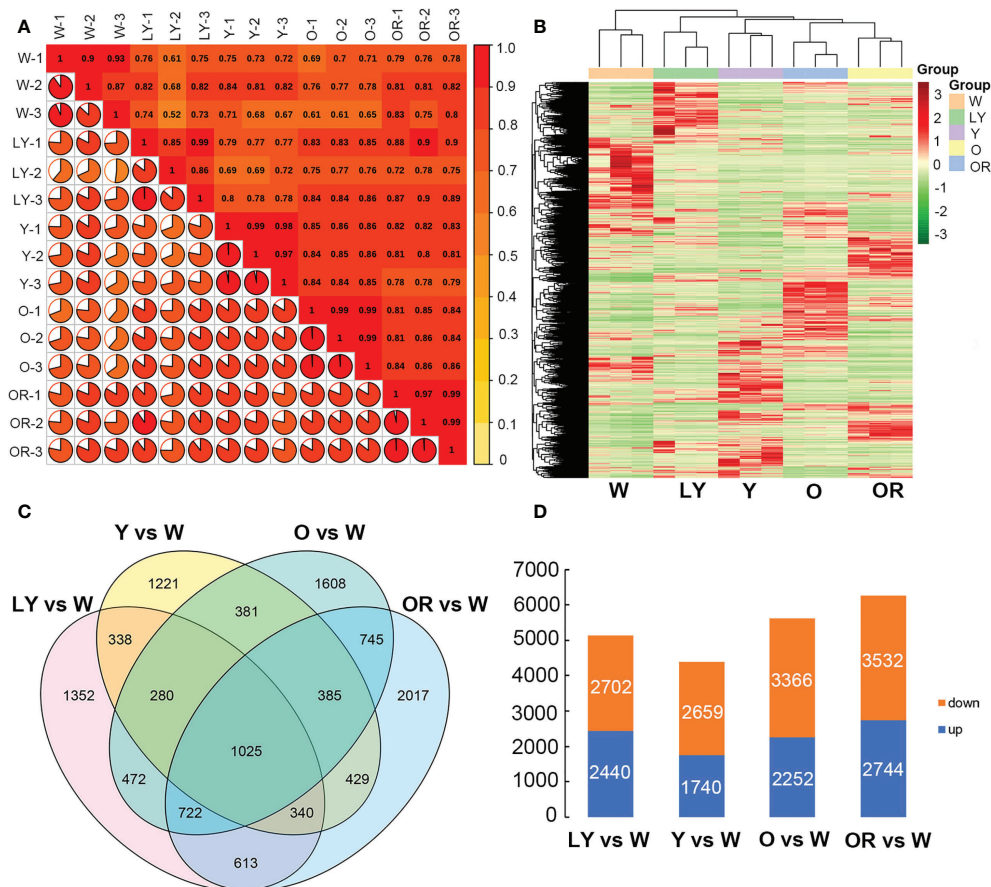 A
W-1 W-2 W-3 LY-1 LY-2 LY-3 Y-1 Y-2 Y-3 O-1 O-2 O-3 OR-1 OR-2 OR-3
W-1 1 0.9 0.93 0.76 0.61 0.75 0.75 0.73 0.72 0.69 0.7 0.71 0.79 0.76 0.78
W-2 1 0.87 0.82 0.68 0.82 0.84 0.81 0.82 0.76 0.77 0.68 0.81 0.81 0.82
W-3 1 0.74 0.52 0.73 0.71 0.68 0.67 0.61 0.61 0.65 0.83 0.75 0.8
LY-1 1 0.85 0.99 0.79 0.76 0.77 0.83 0.83 0.85 0.88 0.9 0.9
LY-2 1 0.86 0.69 0.69 0.72 0.75 0.77 0.76 0.72 0.78 0.75
LY-3 1 0.8 0.78 0.78 0.84 0.84 0.86 0.87 0.9 0.89
Y-1 1 0.99 0.98 0.85 0.86 0.86 0.82 0.82 0.83
Y-2 1 0.97 0.84 0.85 0.86 0.81 0.8 0.81
Y-3 1 0.84 0.84 0.85 0.78 0.78 0.79
O-1 1 0.99 0.99 0.81 0.85 0.84
O-2 1 0.99 0.81 0.86 0.84
O-3 1 0.84 0.86 0.86
OR-1 1 0.97 0.99
OR-2 1 0.99
OR-3 1
1.0
0.9
0.8
0.7
0.6
0.5
0.4
0.3
0.2
0.1
0
B
Group
3
2
1
0
-1
-2
-3
Group
W
LY
Y
O
OR
W LY Y O OR
C
Y vs W O vs W
LY vs W OR vs W
1221 1608
381
338 745
1352 280 385 2017
1025
472 429
722 340
613
D
7000
6000
5000
4000
3000
2000
1000
0
2702 2659 3366 3532
2440 1740 2252 2744
LY vs W Y vs W O vs W OR vs W
down
up